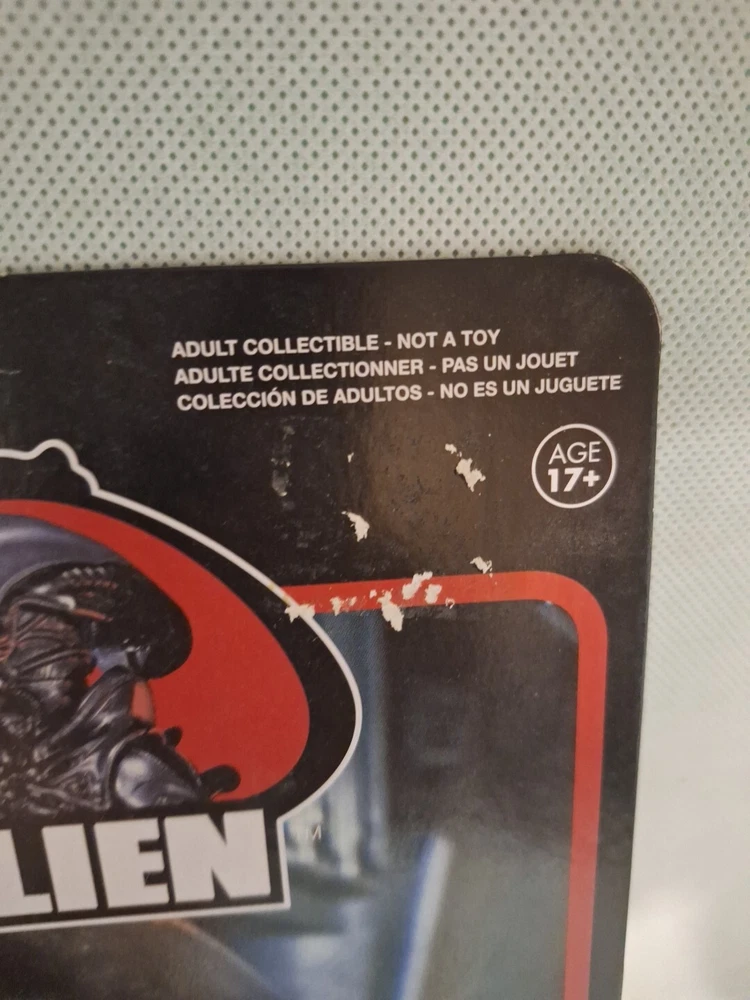 ADULT COLLECTIBLE - NOT A TOY
ADULTE COLLECTIONNER - PAS UN JOUET
COLECCIÓN DE ADULTOS - NO ES UN JUGUETE
AGE
17+
LIEN
TM